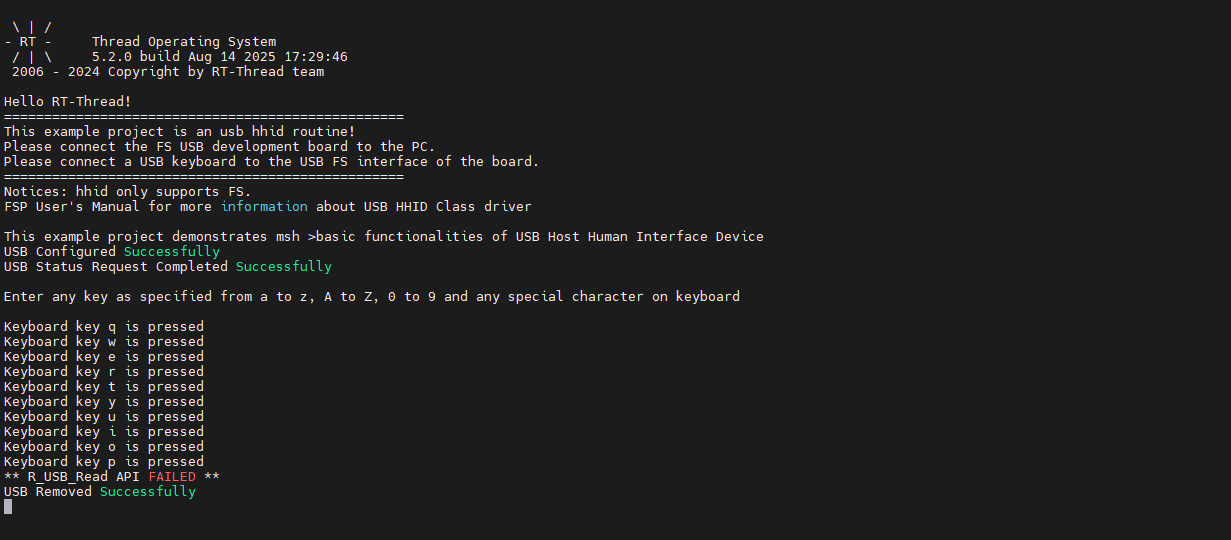 \ | /
- RT -     Thread Operating System
/ | \     5.2.0 build Aug 14 2025 17:29:46
2006 - 2024 Copyright by RT-Thread team
Hello RT-Thread!
==================================================
This example project is an usb hhid routine!
Please connect the FS USB development board to the PC.
Please connect a USB keyboard to the USB FS interface of the board.
==================================================
Notices: hhid only supports FS.
FSP User's Manual for more information about USB HHID Class driver
This example project demonstrates msh >basic functionalities of USB Host Human Interface Device
USB Configured Successfully
USB Status Request Completed Successfully
Enter any key as specified from a to z, A to Z, 0 to 9 and any special character on keyboard
Keyboard key q is pressed
Keyboard key w is pressed
Keyboard key e is pressed
Keyboard key r is pressed
Keyboard key t is pressed
Keyboard key y is pressed
Keyboard key u is pressed
Keyboard key i is pressed
Keyboard key o is pressed
Keyboard key p is pressed
** R_USB_Read API FAILED **
USB Removed Successfully